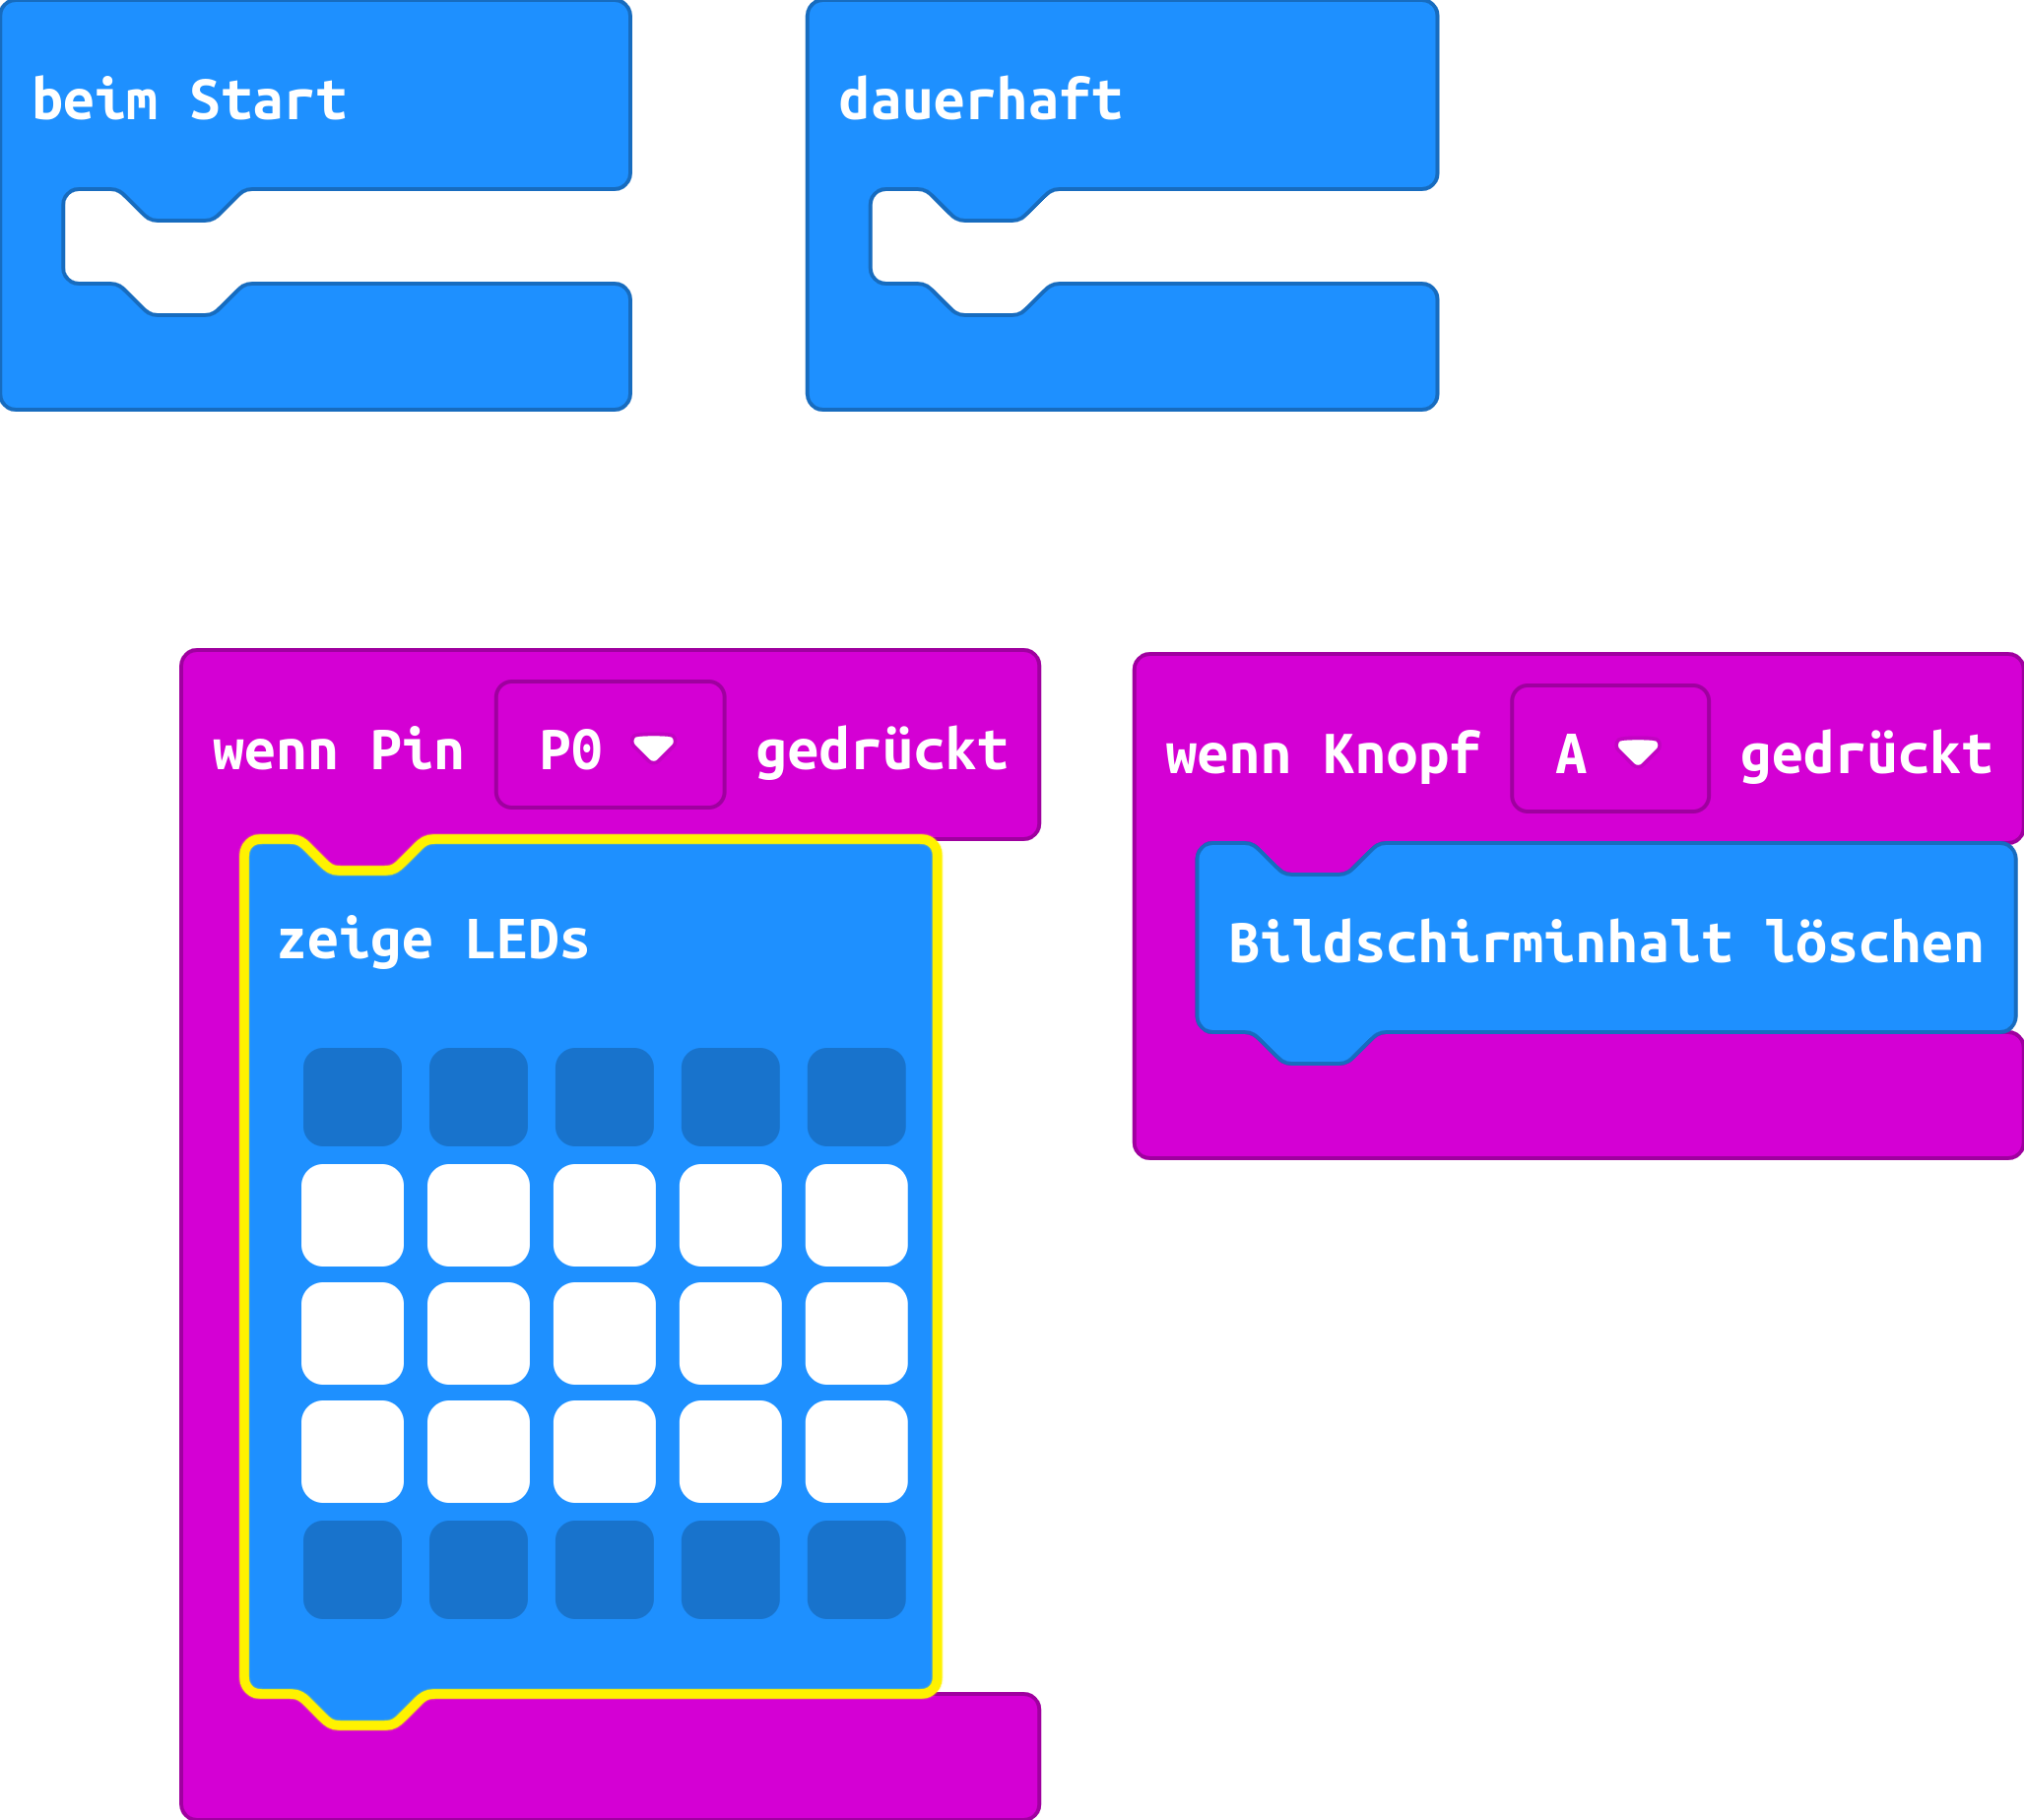 beim Start
dauerhaft
wenn Pin P0 gedrückt
zeige LEDs
wenn Knopf A gedrückt
Bildschirminhalt löschen